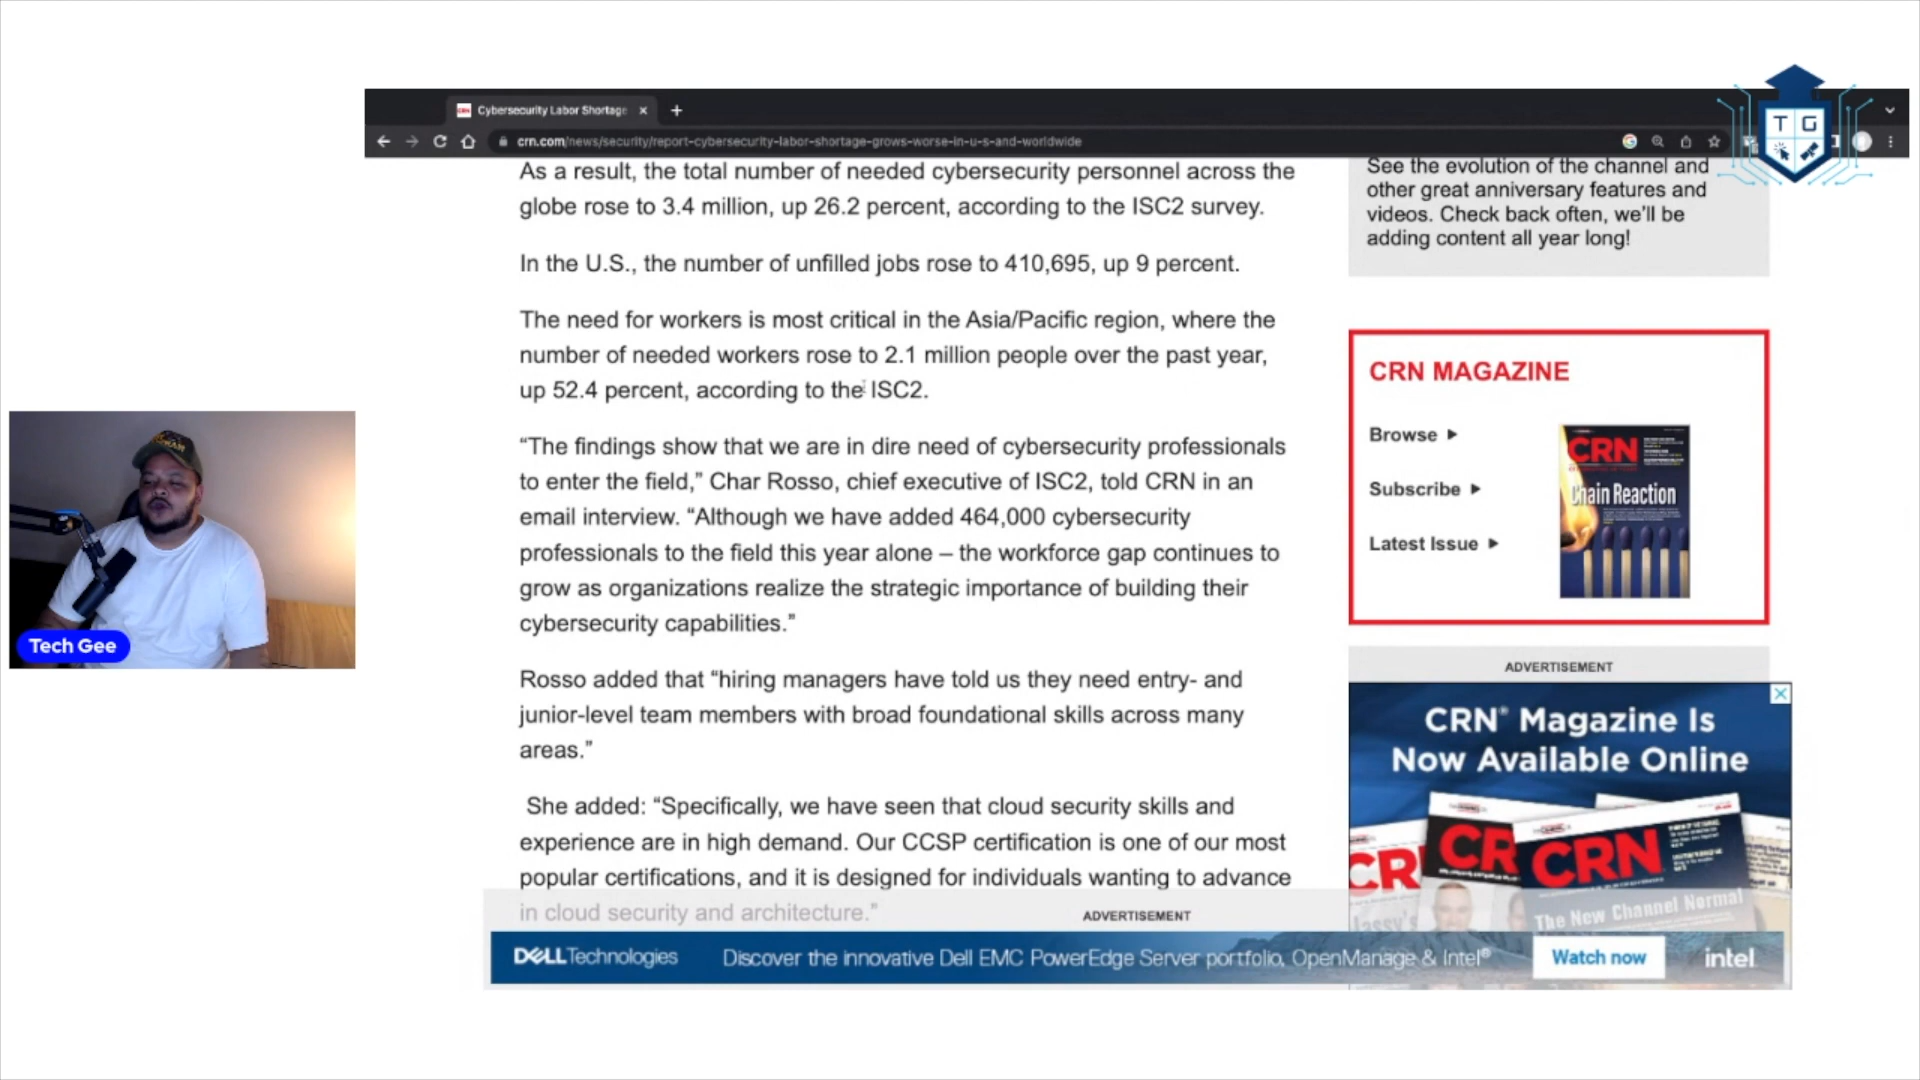 Cybersecurity Labor Shortage
crn.com/news/security/report-cybersecurity-labor-shortage-grows-worse-in-u-s-and-worldwide
T G
As a result, the total number of needed cybersecurity personnel across the
globe rose to 3.4 million, up 26.2 percent, according to the ISC2 survey.
In the U.S., the number of unfilled jobs rose to 410,695, up 9 percent.
The need for workers is most critical in the Asia/Pacific region, where the
number of needed workers rose to 2.1 million people over the past year,
up 52.4 percent, according to the ISC2.
“The findings show that we are in dire need of cybersecurity professionals
to enter the field,” Char Rosso, chief executive of ISC2, told CRN in an
email interview. “Although we have added 464,000 cybersecurity
professionals to the field this year alone – the workforce gap continues to
grow as organizations realize the strategic importance of building their
cybersecurity capabilities.”
Rosso added that “hiring managers have told us they need entry- and
junior-level team members with broad foundational skills across many
areas.”
She added: “Specifically, we have seen that cloud security skills and
experience are in high demand. Our CCSP certification is one of our most
popular certifications, and it is designed for individuals wanting to advance
in cloud security and architecture.”
See the evolution of the channel and
other great anniversary features and
videos. Check back often, we’ll be
adding content all year long!
CRN MAGAZINE
Browse
Subscribe
Latest Issue
CRN
Chain Reaction
ADVERTISEMENT
CRN® Magazine Is
Now Available Online
CRN
The New Channel Normal
Tech Gee
ADVERTISEMENT
DELLTechnologies
Discover the innovative Dell EMC PowerEdge Server portfolio, OpenManage & Intel®
Watch now
intel